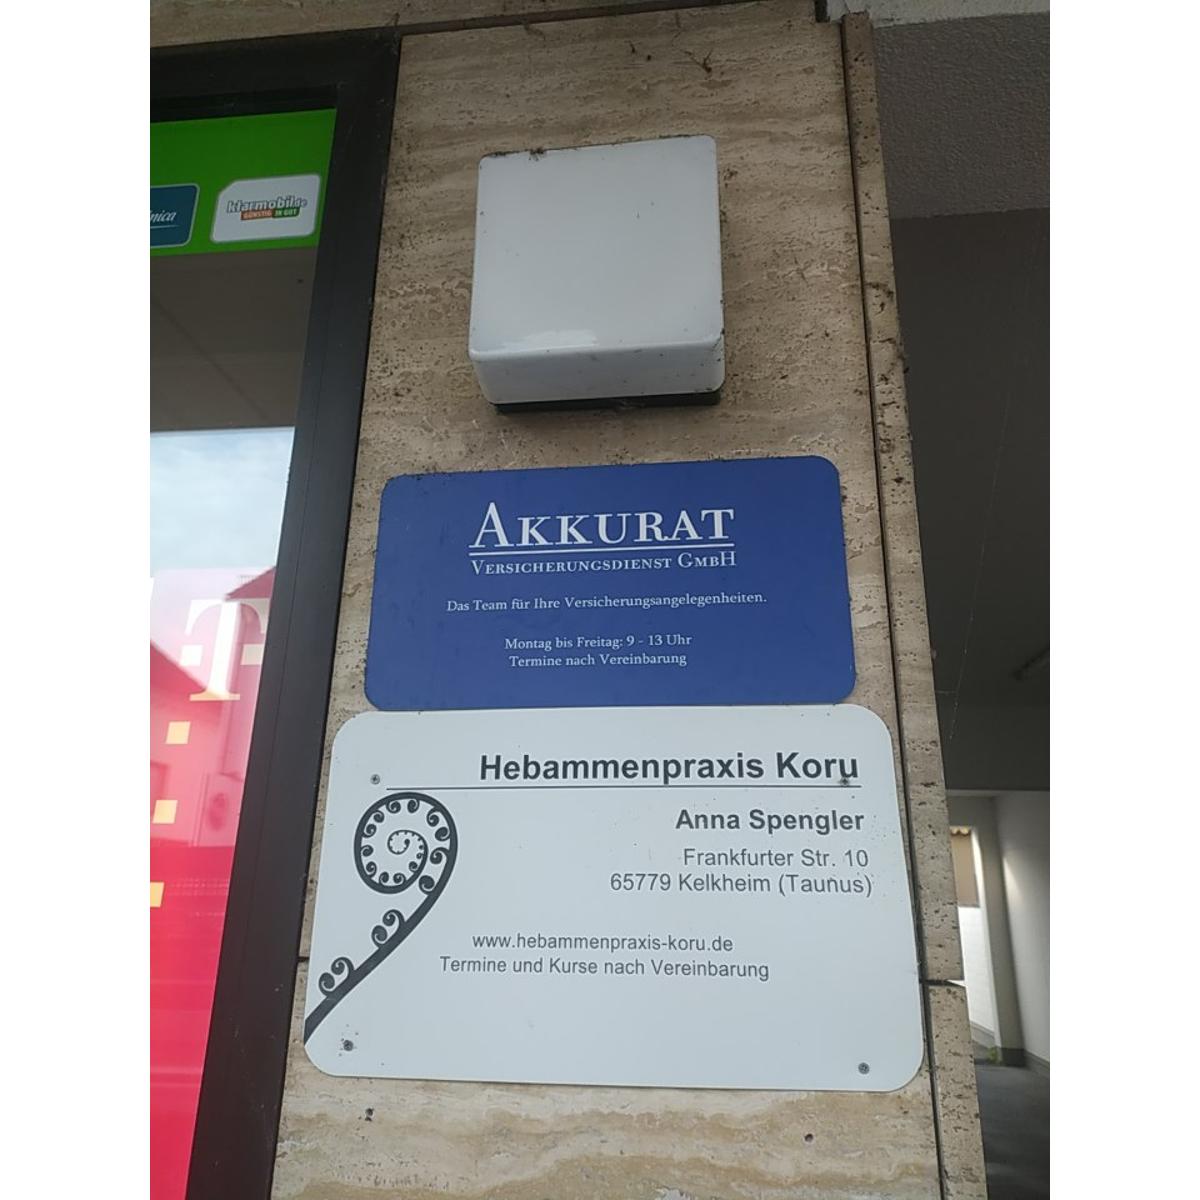 klarmobil.de
GÜNSTIG IST GUT
T
AKKURAT
VERSICHERUNGSDIENST GMBH
Das Team für Ihre Versicherungsangelegenheiten.
Montag bis Freitag: 9 - 13 Uhr
Termine nach Vereinbarung
Hebammenpraxis Koru
Anna Spengler
Frankfurter Str. 10
65779 Kelkheim (Taunus)
www.hebammenpraxis-koru.de
Termine und Kurse nach Vereinbarung